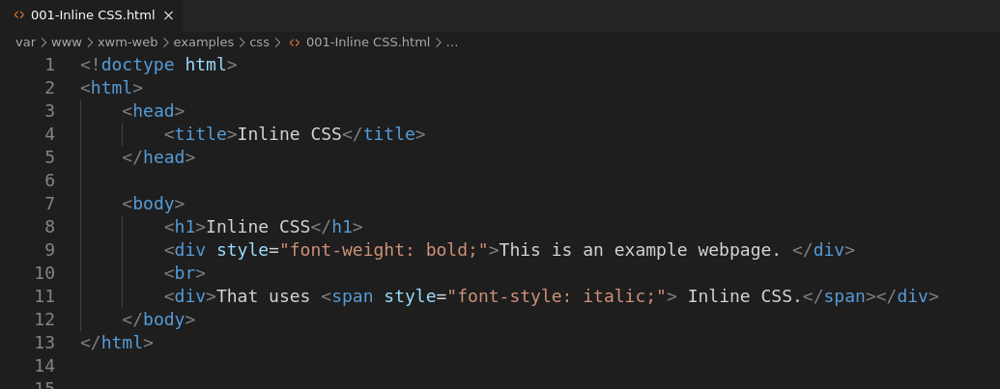 001-Inline CSS.html
var > www > xwm-web > examples > css > 001-Inline CSS.html > ...
1 <!doctype html>
2 <html>
3     <head>
4         <title>Inline CSS</title>
5     </head>
6
7     <body>
8         <h1>Inline CSS</h1>
9         <div style="font-weight: bold;">This is an example webpage. </div>
10         <br>
11         <div>That uses <span style="font-style: italic;"> Inline CSS.</span></div>
12     </body>
13 </html>
14
15